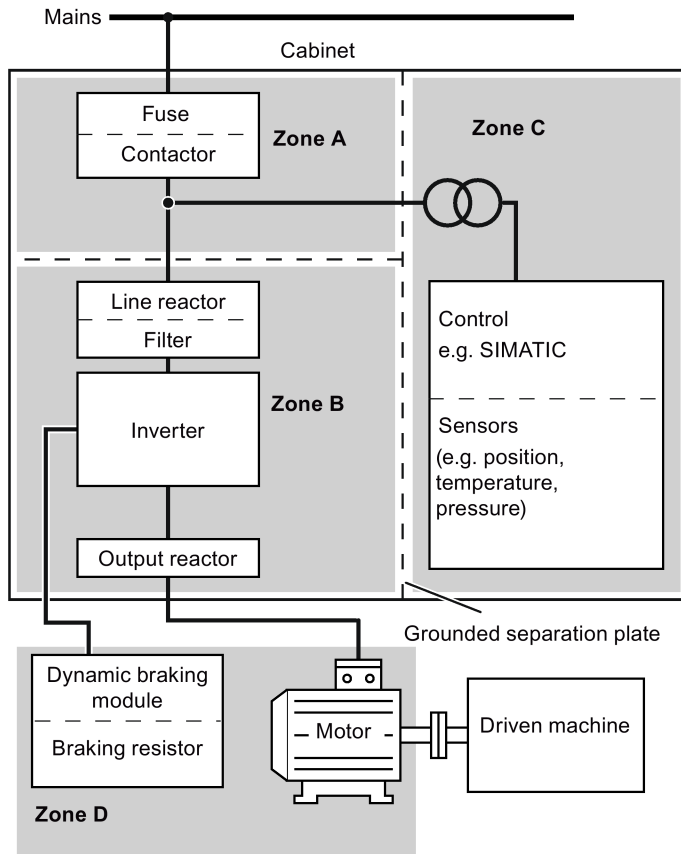 Mains
Cabinet
Fuse
Contactor
Zone A
Zone C
Line reactor
Filter
Inverter
Zone B
Output reactor
Control
e.g. SIMATIC
Sensors
(e.g. position,
temperature,
pressure)
Grounded separation plate
Dynamic braking
module
Braking resistor
Zone D
Motor
Driven machine